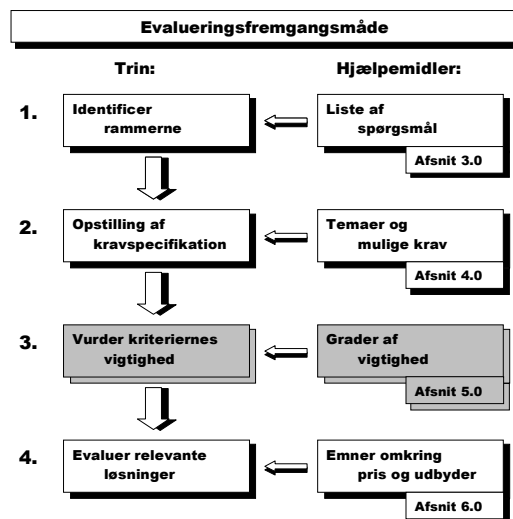 Evalueringsfremgangsmåde
Trin:
Hjælpemidler:
1.
Identificer
rammerne
Liste af
spørgsmål
Afsnit 3.0
2.
Opstilling af
kravspecifikation
Temaer og
mulige krav
Afsnit 4.0
3.
Vurder kriteriernes
vigtighed
Grader af
vigtighed
Afsnit 5.0
4.
Evaluer relevante
løsninger
Emner omkring
pris og udbyder
Afsnit 6.0